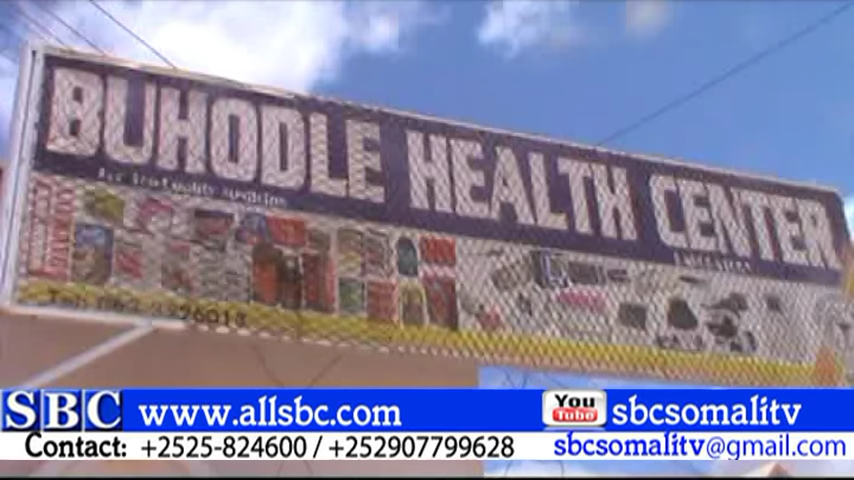 BUHODLE HEALTH CENTER
SBC www.allsbc.com
You Tube sbcsomalitv
Contact: +2525-824600 / +252907799628
sbcsomalitv@gmail.com